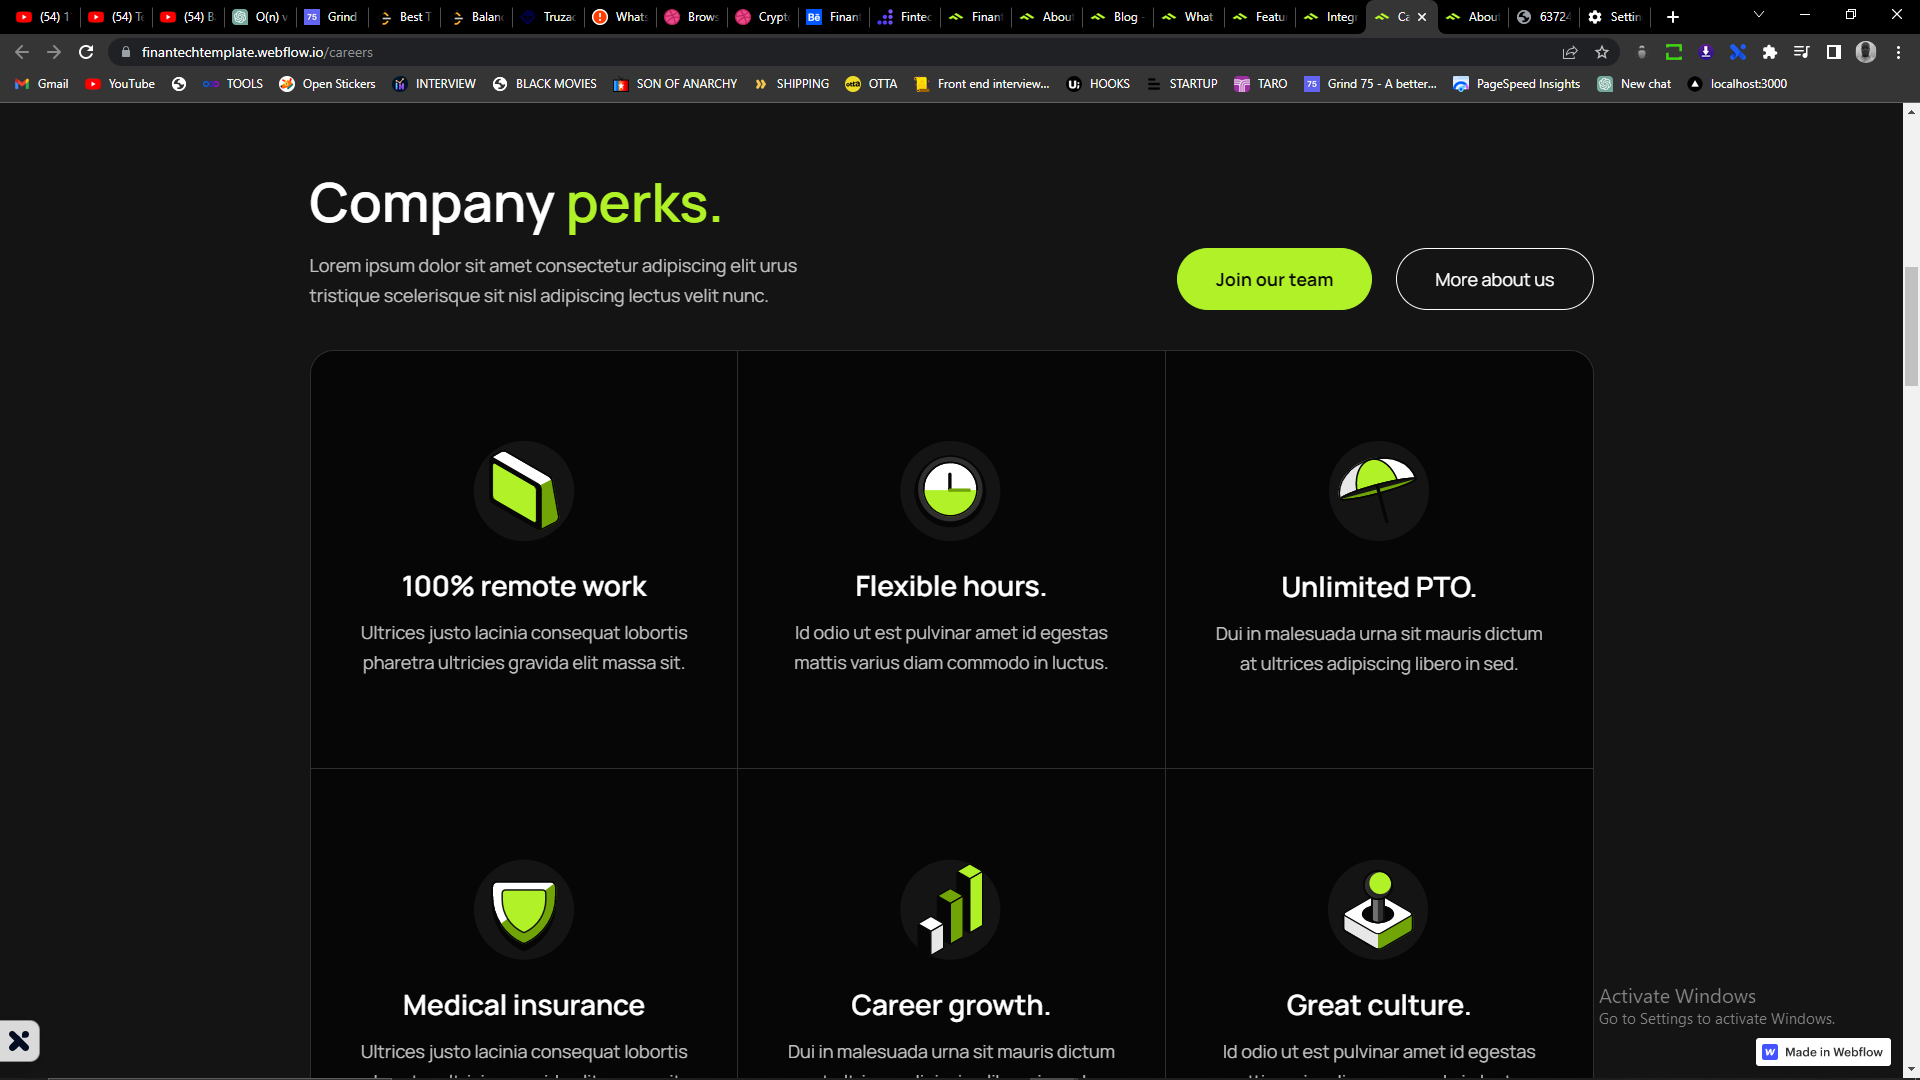 (54) 1
(54) Te
(54) B
O(n) v
Grind
Best T
Balanc
Truzac
Whats
Brows
Crypto
Finant
Fintec
Finant
About
Blog -
What
Featu
Integr
Ca
About
63724
Settin
finantechtemplate.webflow.io/careers
Gmail
YouTube
TOOLS
Open Stickers
INTERVIEW
BLACK MOVIES
SON OF ANARCHY
SHIPPING
OTTA
Front end interview...
HOOKS
STARTUP
TARO
Grind 75 - A better...
PageSpeed Insights
New chat
localhost:3000
Company perks.
Lorem ipsum dolor sit amet consectetur adipiscing elit urus
tristique scelerisque sit nisl adipiscing lectus velit nunc.
Join our team
More about us
100% remote work
Ultrices justo lacinia consequat lobortis
pharetra ultricies gravida elit massa sit.
Flexible hours.
Id odio ut est pulvinar amet id egestas
mattis varius diam commodo in luctus.
Unlimited PTO.
Dui in malesuada urna sit mauris dictum
at ultrices adipiscing libero in sed.
Medical insurance
Ultrices justo lacinia consequat lobortis
Career growth.
Dui in malesuada urna sit mauris dictum
Great culture.
Id odio ut est pulvinar amet id egestas
Activate Windows
Go to Settings to activate Windows.
Made in Webflow